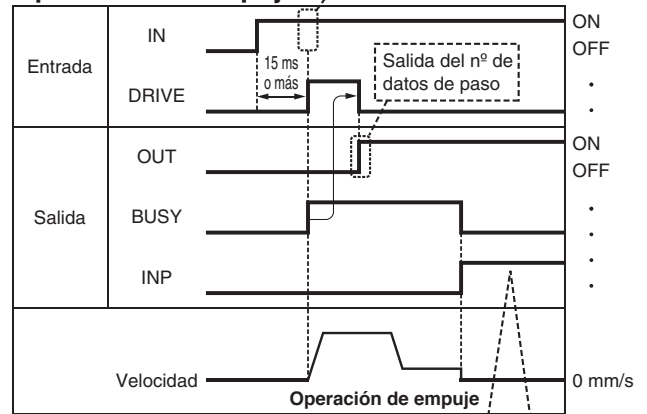 IN
ON
OFF
Entrada
15 ms
o más
Salida del nº de
datos de paso
DRIVE
OUT
ON
OFF
Salida
BUSY
INP
Velocidad
0 mm/s
Operación de empuje